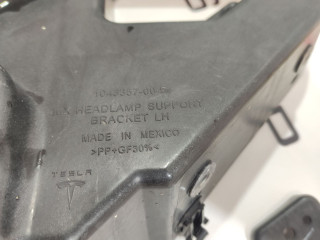 HEADLAMP SUPPORT
BRACKET LH
MADE IN MEXICO
>PP+GF30%<
TESLA